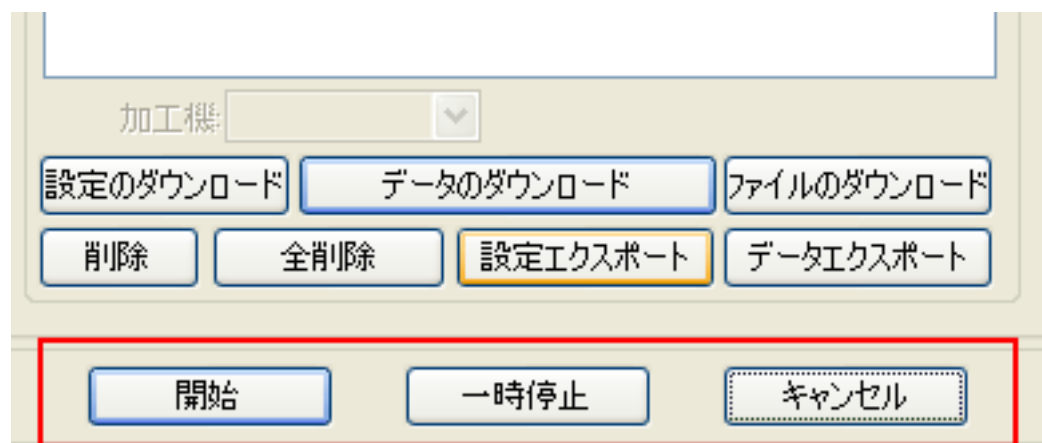 加工機:
設定のダウンロード データのダウンロード ファイルのダウンロード
削除 全削除 設定エクスポート データエクスポート
開始 一時停止 キャンセル